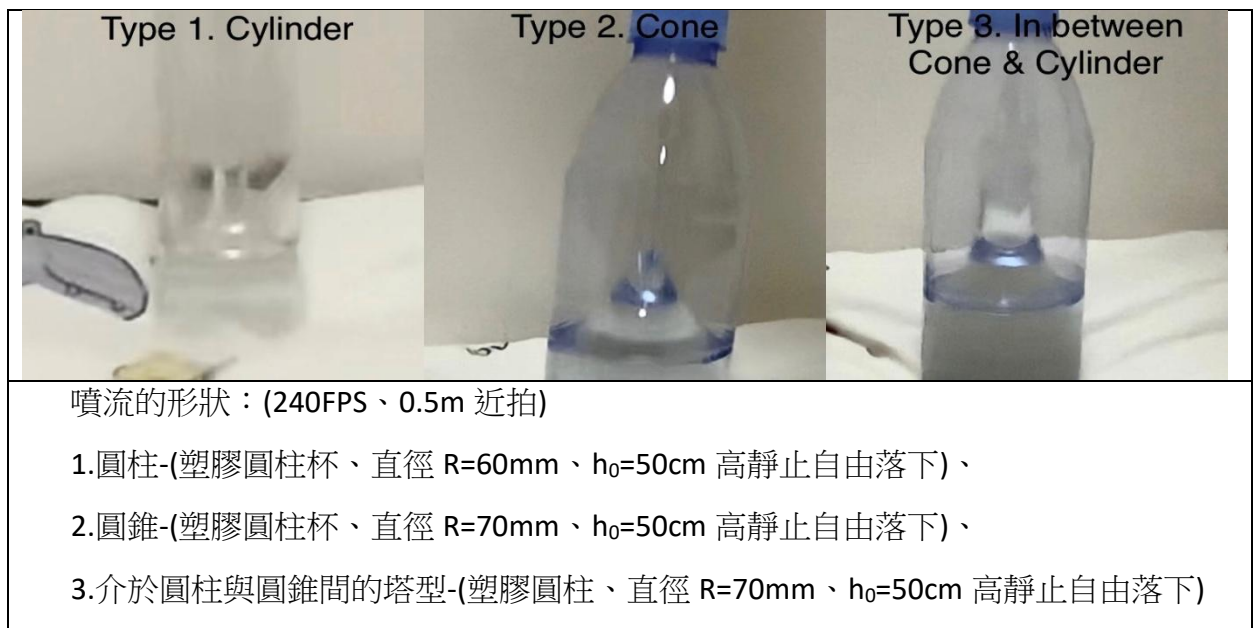 Type 1. Cylinder
Type 2. Cone
Type 3. In between
Cone & Cylinder
噴流的形狀：(240FPS、0.5m 近拍)
1.圓柱-(塑膠圓柱杯、直徑 R=60mm、h₀=50cm 高靜止自由落下)、
2.圓錐-(塑膠圓柱杯、直徑 R=70mm、h₀=50cm 高靜止自由落下)、
3.介於圓柱與圓錐間的塔型-(塑膠圓柱、直徑 R=70mm、h₀=50cm 高靜止自由落下)